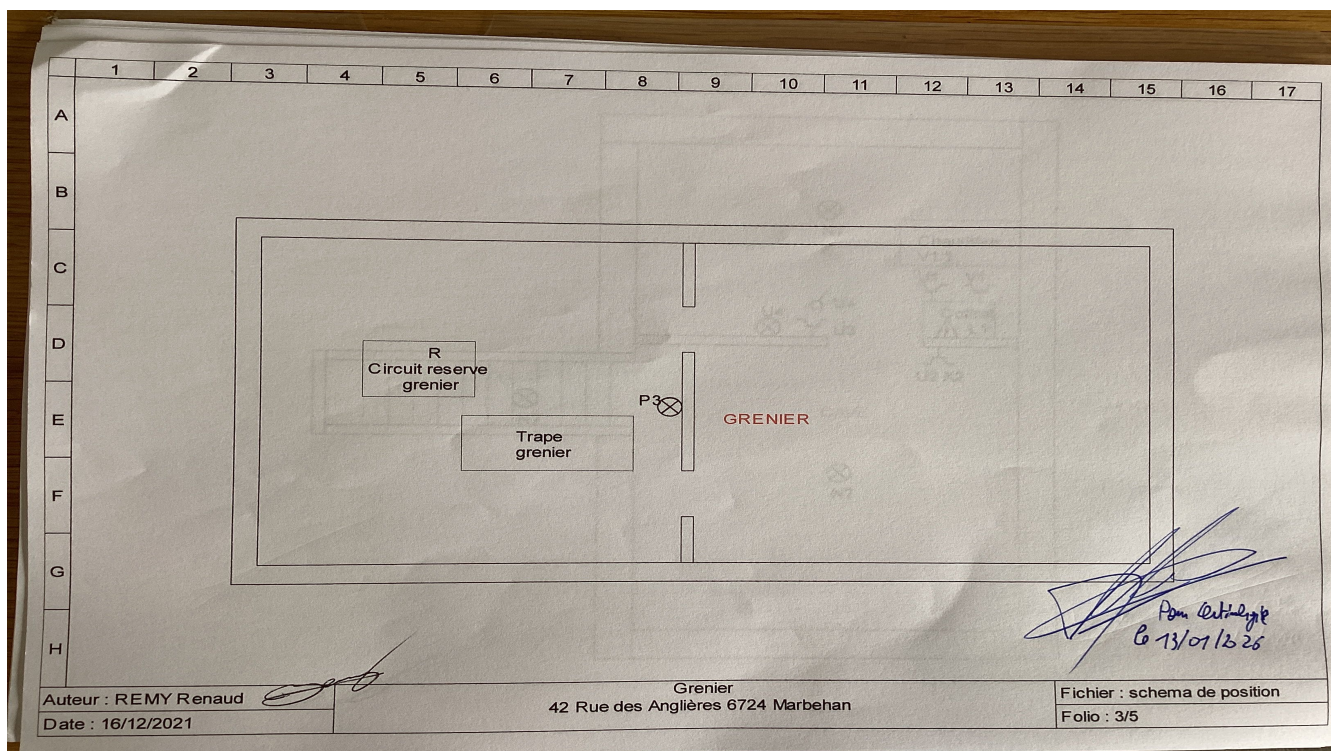 1 2 3 4 5 6 7 8 9 10 11 12 13 14 15 16 17
A
B
C
D
E
F
G
H
R
Circuit reserve
grenier
P3
GRENIER
Trape
grenier
le 13/01/2026
Auteur : REMY Renaud
Date : 16/12/2021
Grenier
42 Rue des Anglières 6724 Marbehan
Fichier : schema de position
Folio : 3/5